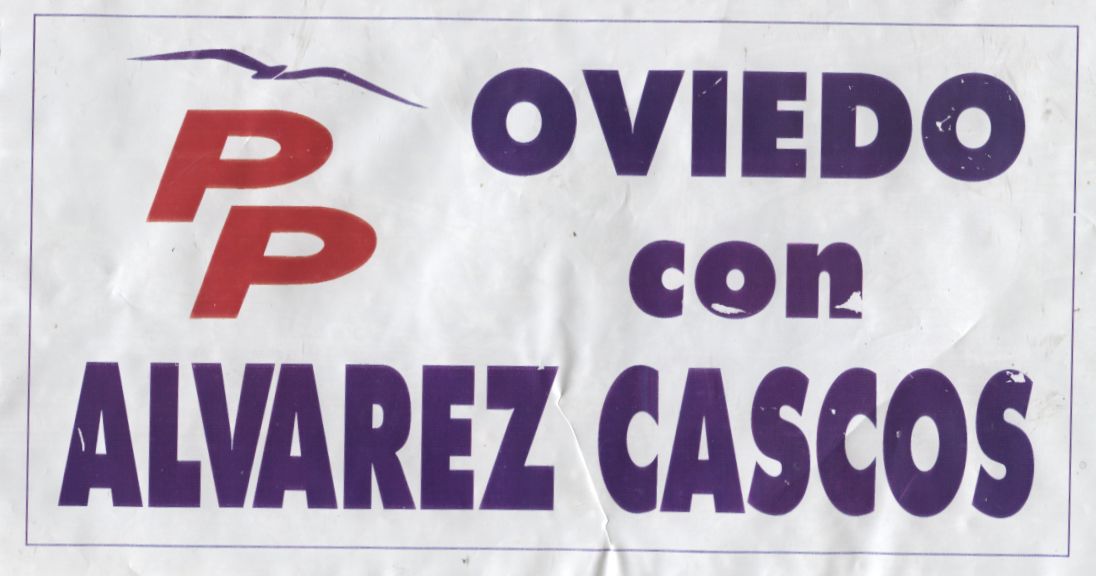 PP
OVIEDO
con
ALVAREZ CASCOS